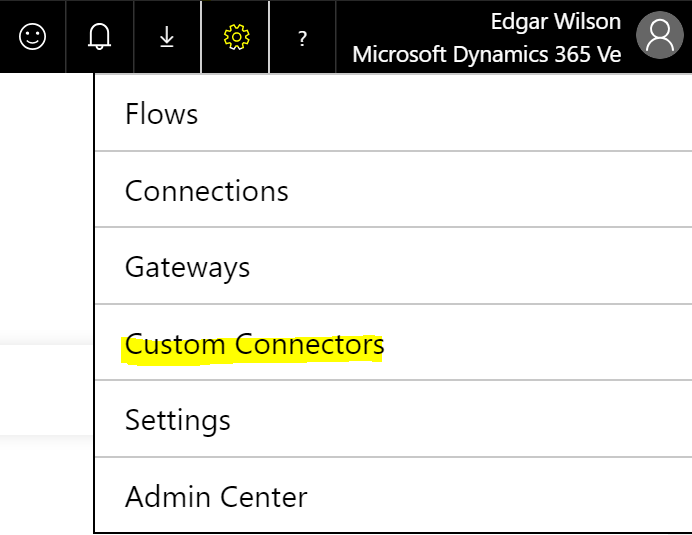 ?
Edgar Wilson
Microsoft Dynamics 365 Ve
Flows
Connections
Gateways
Custom Connectors
Settings
Admin Center